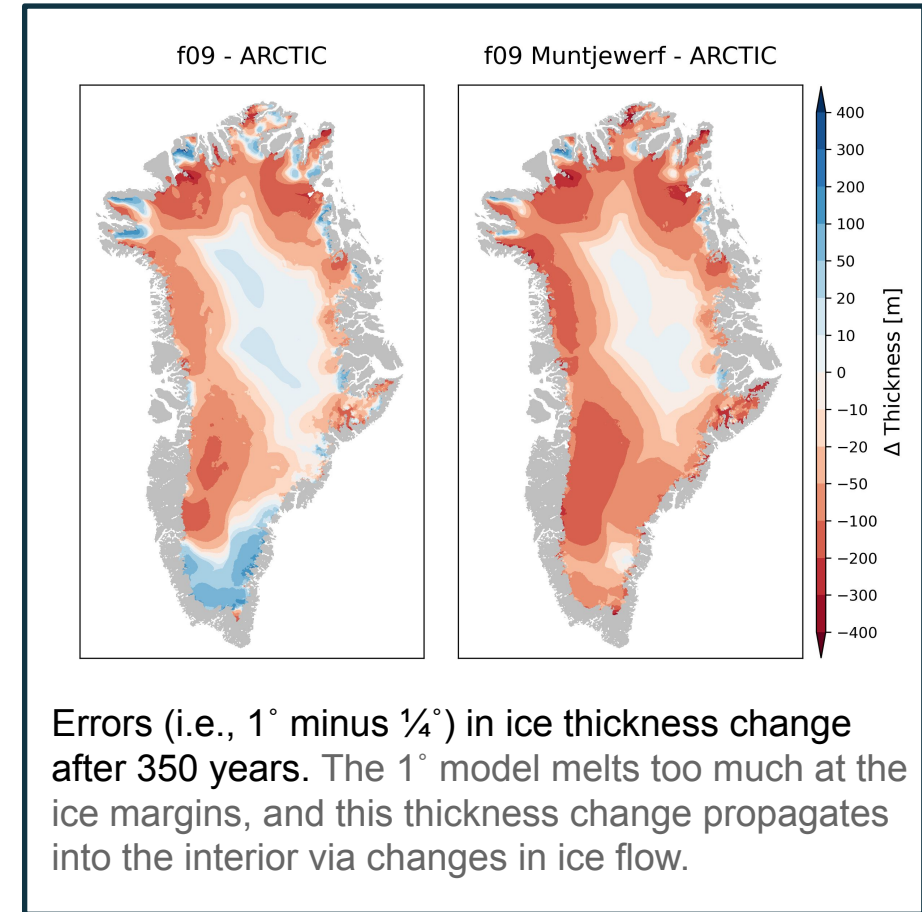 f09 - ARCTIC
f09 Muntjewerf - ARCTIC
400
300
200
100
50
20
10
0
−10
−20
−50
−100
−200
−300
−400
Δ Thickness [m]
Errors (i.e., 1˚ minus ¼˚) in ice thickness change
after 350 years. The 1˚ model melts too much at the
ice margins, and this thickness change propagates
into the interior via changes in ice flow.